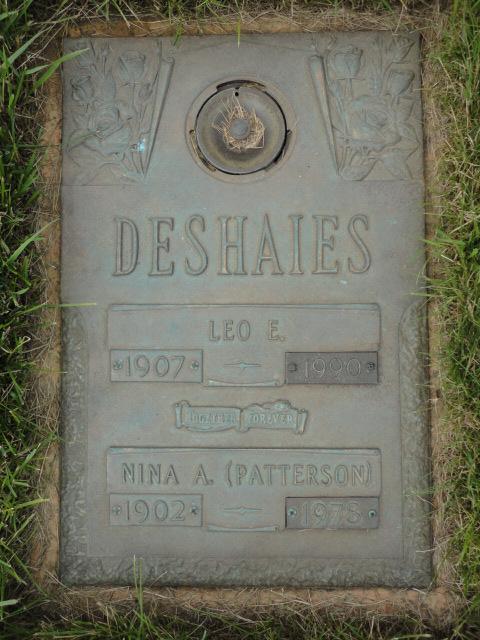 DESHAIES
LEO E.
1907 1990
TOGETHER FOREVER
NINA A. (PATTERSON)
1902 1978